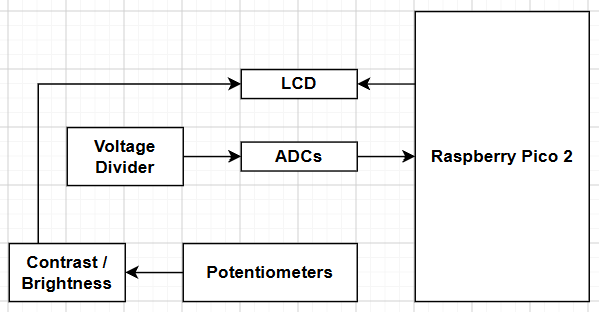 LCD
Voltage
Divider
ADCs
Raspberry Pico 2
Contrast /
Brightness
Potentiometers